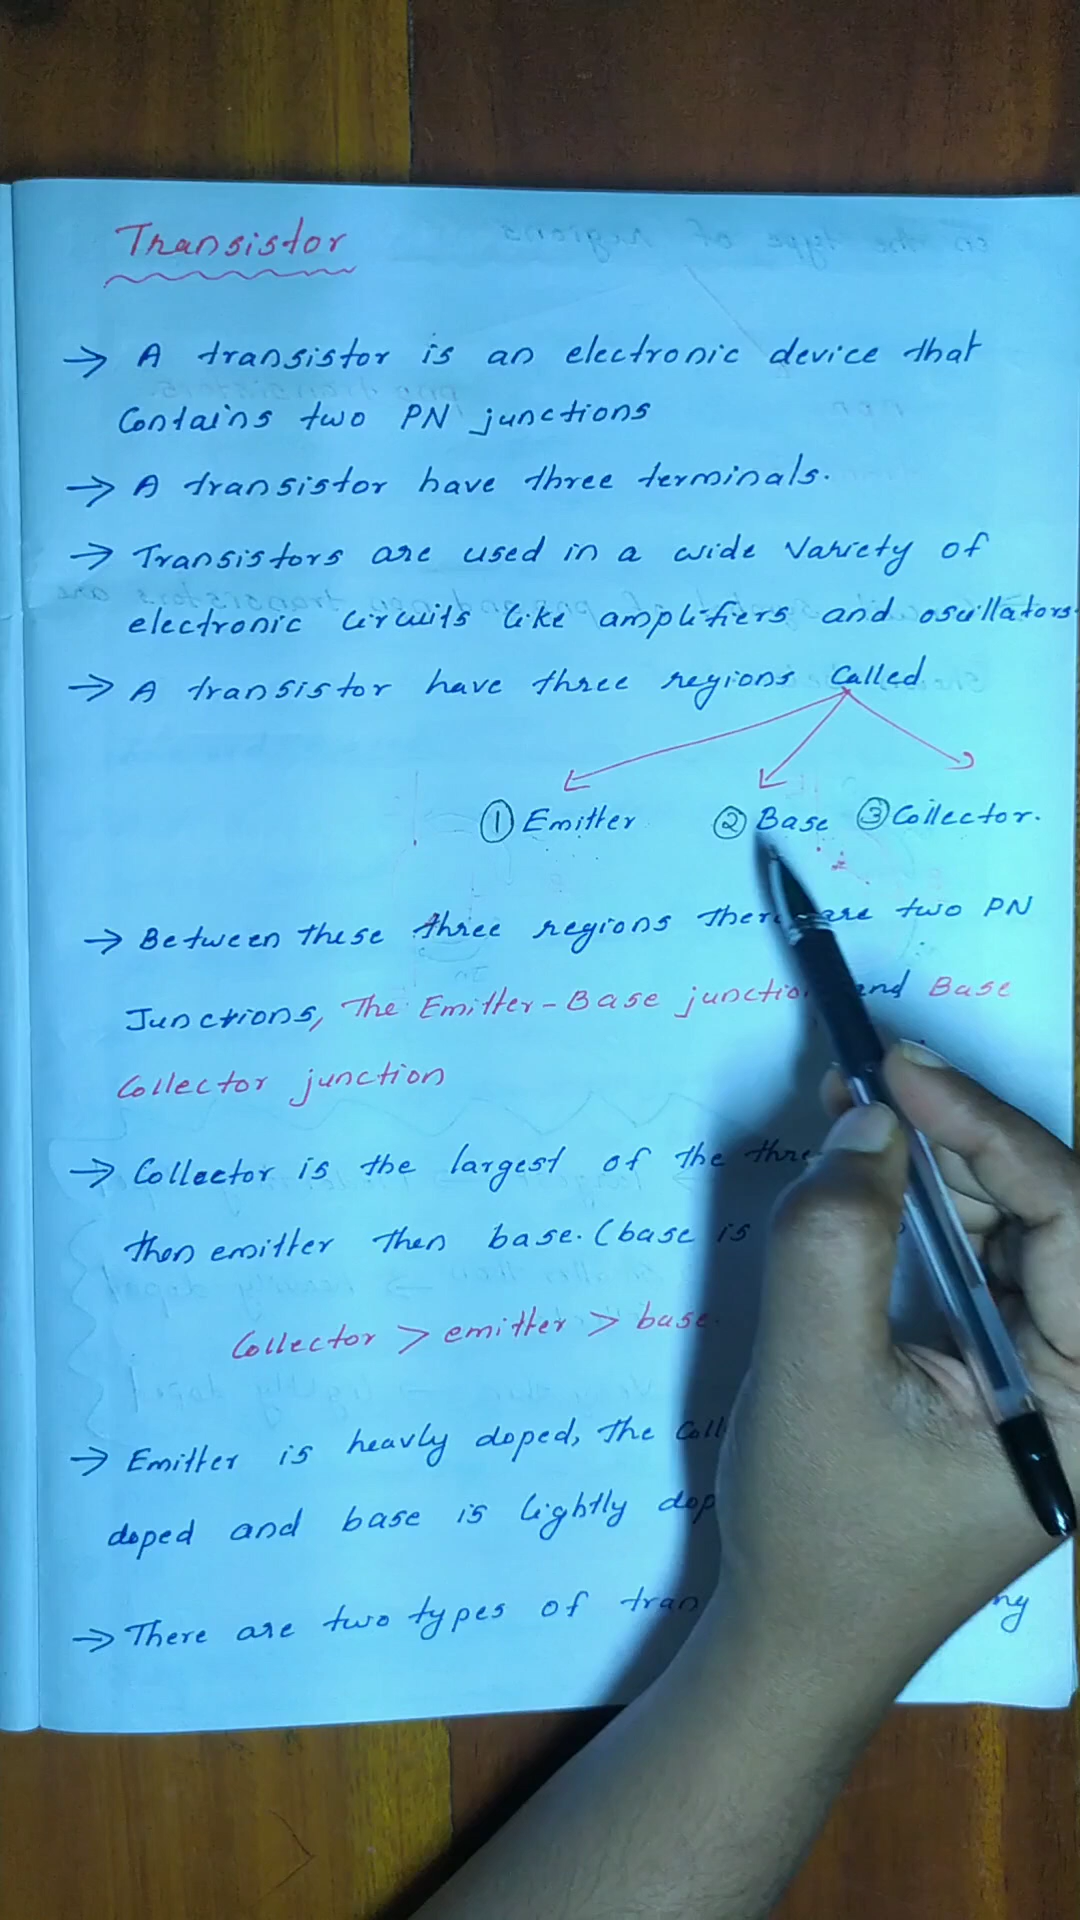 Transistor
→ A transistor is an electronic device that
Contains two PN junctions
→ A transistor have three terminals.
→ Transistors are used in a wide Variety of
electronic circuits like amplifiers and oscillators.
→ A transistor have three regions Called
① Emitter ② Base ③ Collector.
→ Between these three regions there are two PN
Junctions, The Emitter-Base junction and Base
Collector junction
→ Collector is the largest of the
then emitter then base. (base is
Collector > emitter > base.
→ Emitter is heavly doped, The
doped and base is lightly
→ There are two types of